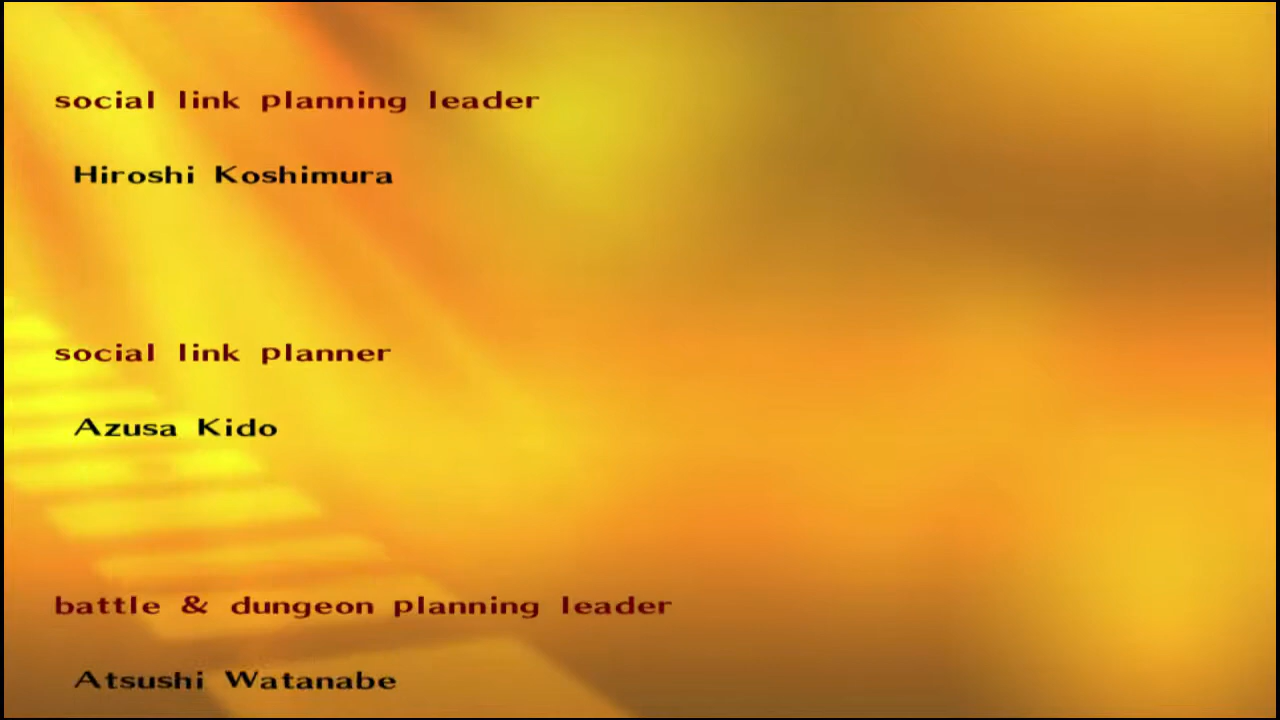 social link planning leader
Hiroshi Koshimura
social link planner
Azusa Kido
battle & dungeon planning leader
Atsushi Watanabe